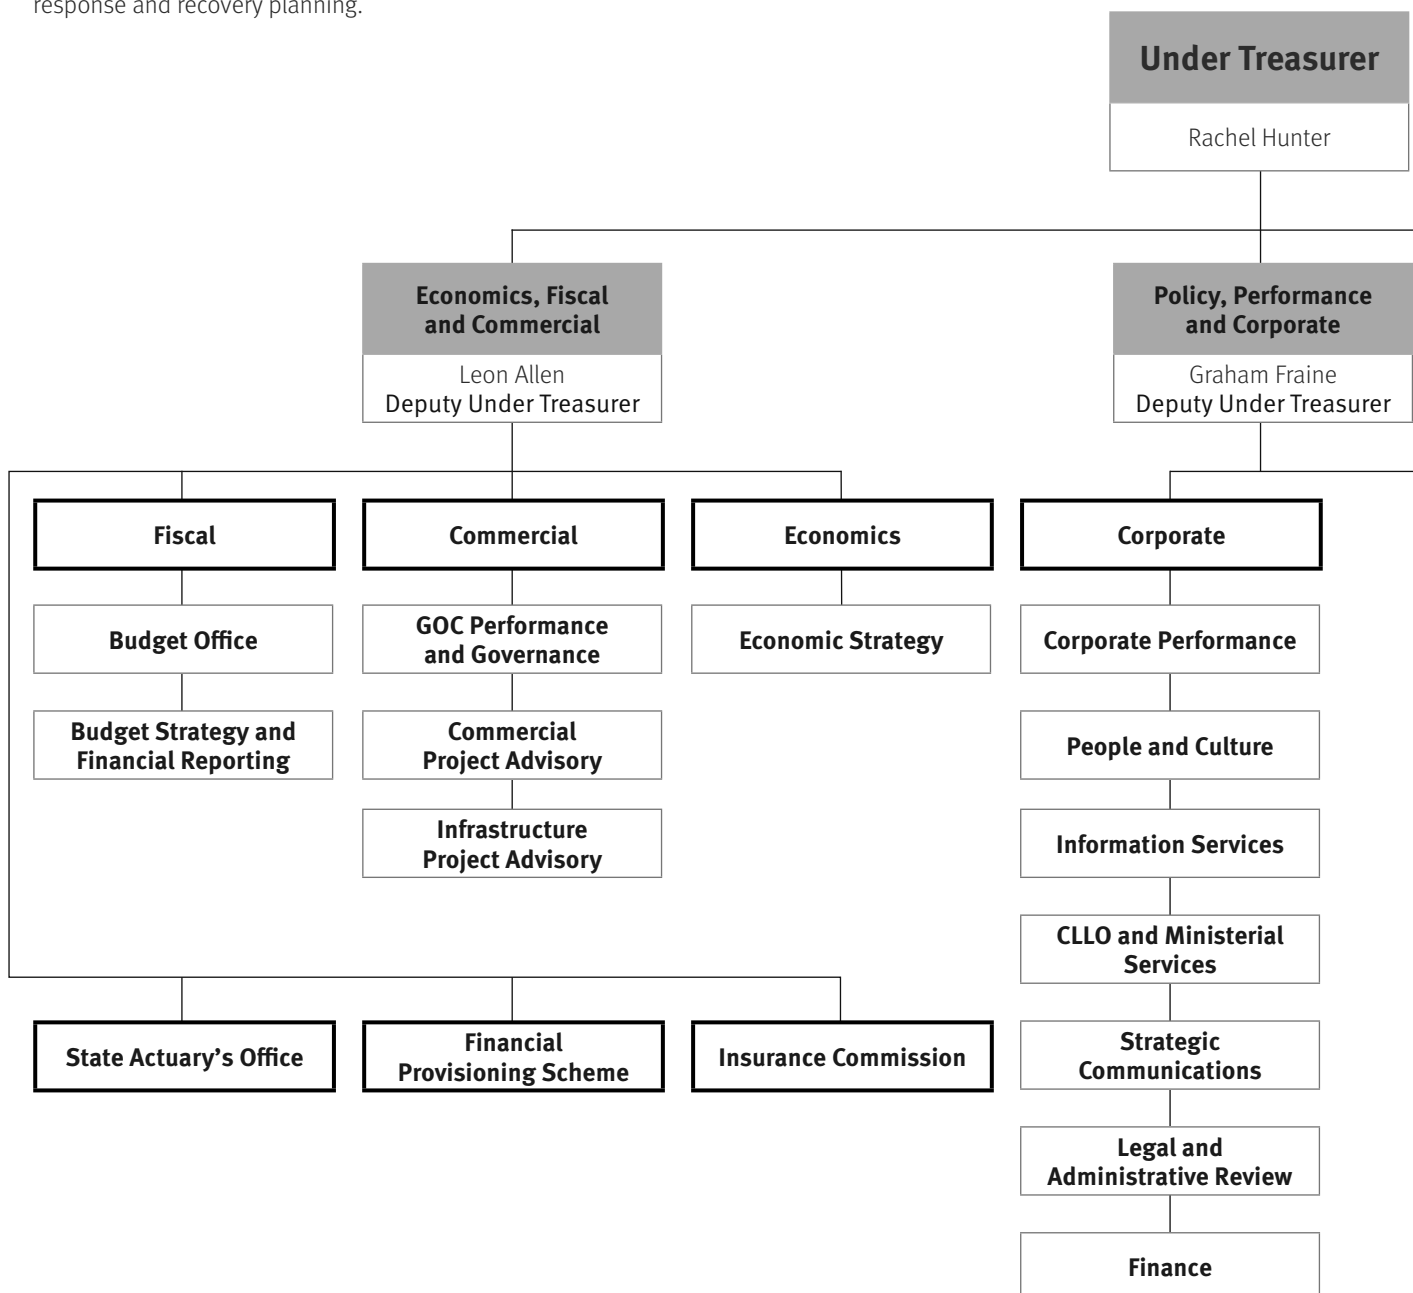 response and recovery planning.
Under Treasurer
Rachel Hunter
Economics, Fiscal
and Commercial
Leon Allen
Deputy Under Treasurer
Policy, Performance
and Corporate
Graham Fraine
Deputy Under Treasurer
Fiscal
Commercial
Economics
Corporate
Budget Office
GOC Performance
and Governance
Economic Strategy
Corporate Performance
Budget Strategy and
Financial Reporting
Commercial
Project Advisory
People and Culture
Infrastructure
Project Advisory
Information Services
CLLO and Ministerial
Services
State Actuary’s Office
Financial
Provisioning Scheme
Insurance Commission
Strategic
Communications
Legal and
Administrative Review
Finance